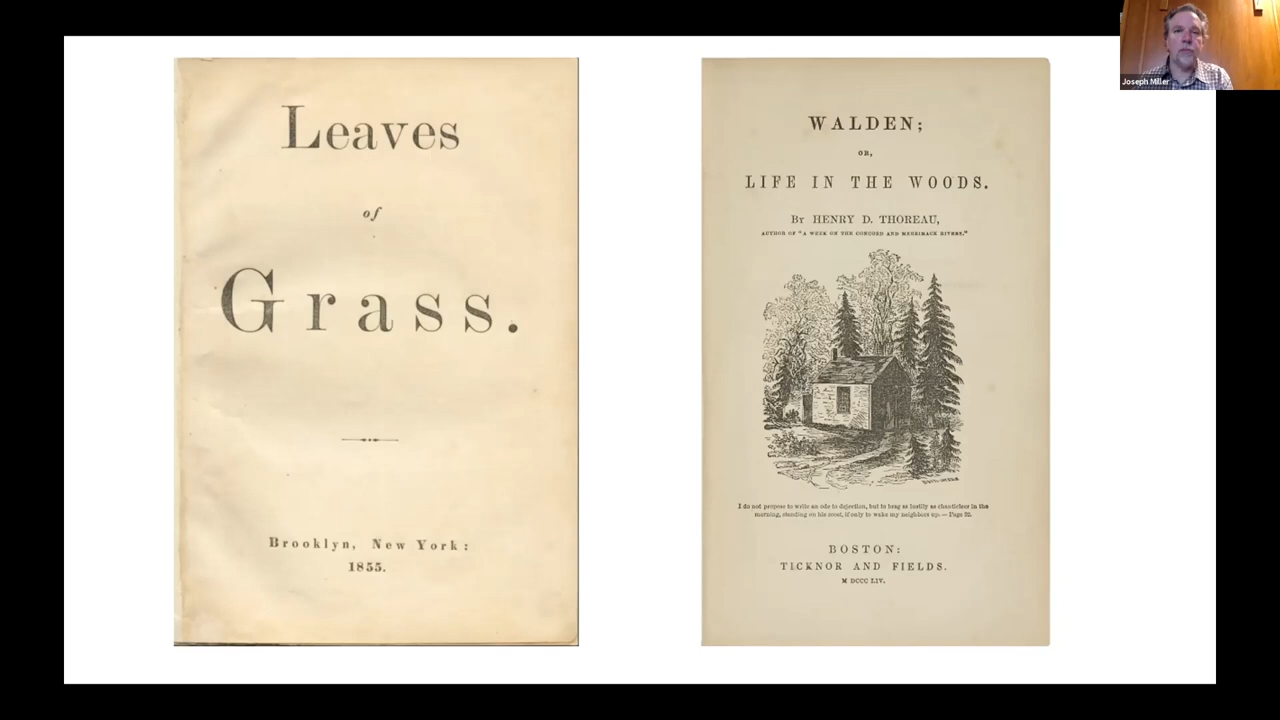 Leaves
of
Grass.
Brooklyn, New York:
1855.
WALDEN;
OR,
LIFE IN THE WOODS.
By HENRY D. THOREAU,
AUTHOR OF "A WEEK ON THE CONCORD AND MERRIMACK RIVERS."
I do not propose to write an ode to dejection, but to brag as lustily as chanticleer in the
morning, standing on his roost, if only to wake my neighbors up. — Page 92.
BOSTON:
TICKNOR AND FIELDS.
M DCCC LIV.
Joseph Miller